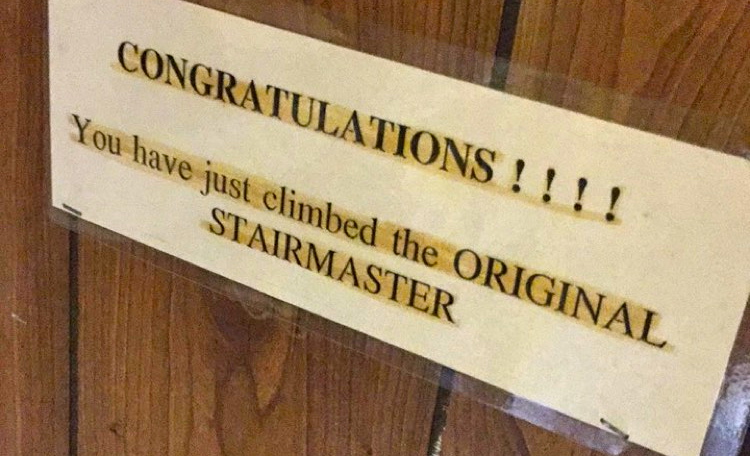 CONGRATULATIONS ! ! ! !
You have just climbed the ORIGINAL
STAIRMASTER